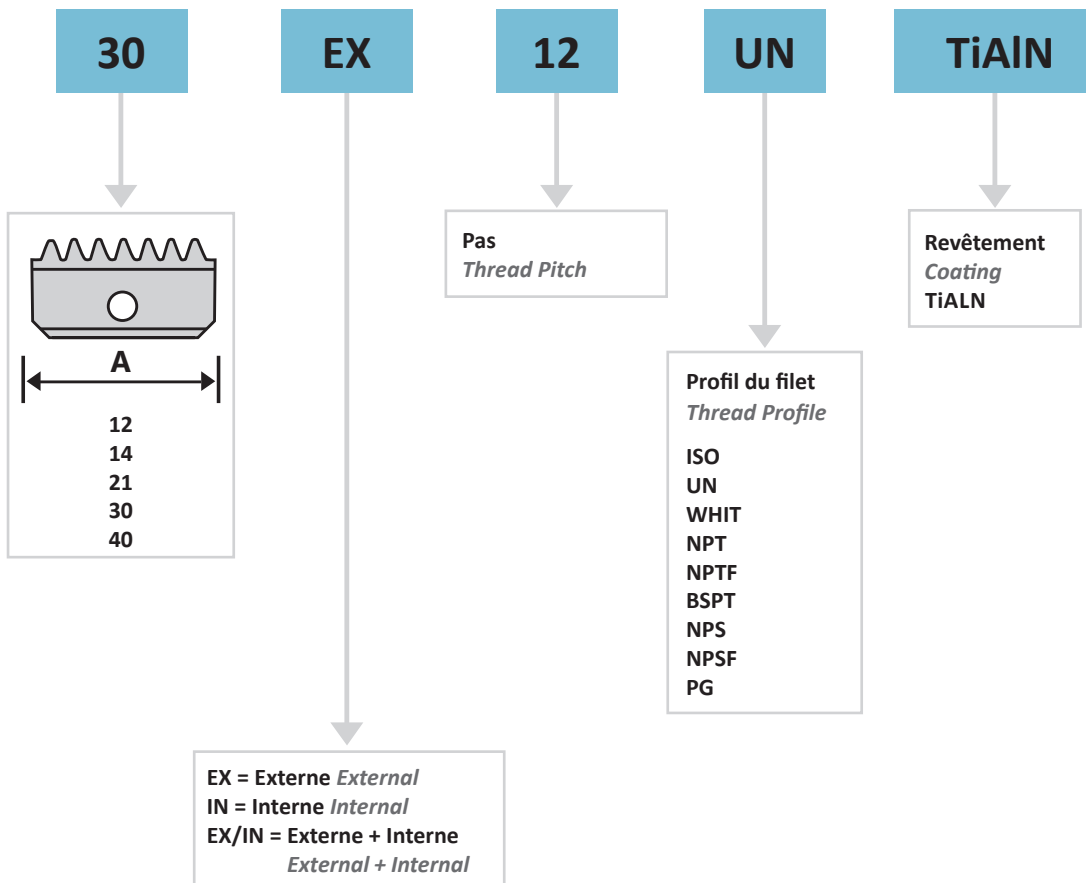 30 EX 12 UN TiAlN
A
12
14
21
30
40
EX = Externe External
IN = Interne Internal
EX/IN = Externe + Interne
External + Internal
Pas
Thread Pitch
Profil du filet
Thread Profile
ISO
UN
WHIT
NPT
NPTF
BSPT
NPS
NPSF
PG
Revêtement
Coating
TiALN